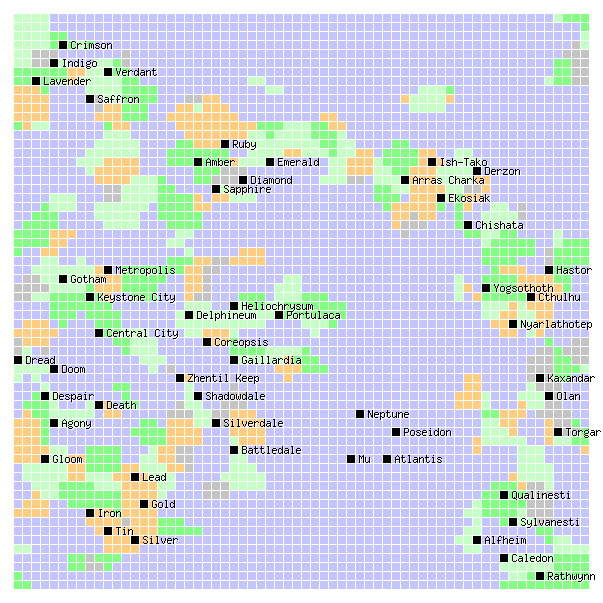 Crimson
Indigo
Verdant
Lavender
Saffron
Ruby
Amber
Emerald
Ish-Tako
Derzon
Diamond
Arras Charka
Sapphire
Ekosiak
Chishata
Metropolis
Hastor
Gotham
Yogsothoth
Keystone City
Cthulhu
Heliochrysum
Delphineum
Portulaca
Nyarlathotep
Central City
Coreopsis
Dread
Gaillardia
Doom
Zhentil Keep
Kaxandar
Despair
Shadowdale
Olan
Death
Neptune
Agony
Silverdale
Poseidon
Torgar
Battledale
Gloom
Mu
Atlantis
Lead
Qualinesti
Gold
Iron
Sylvanesti
Tin
Silver
Alfheim
Caledon
Rathwynn